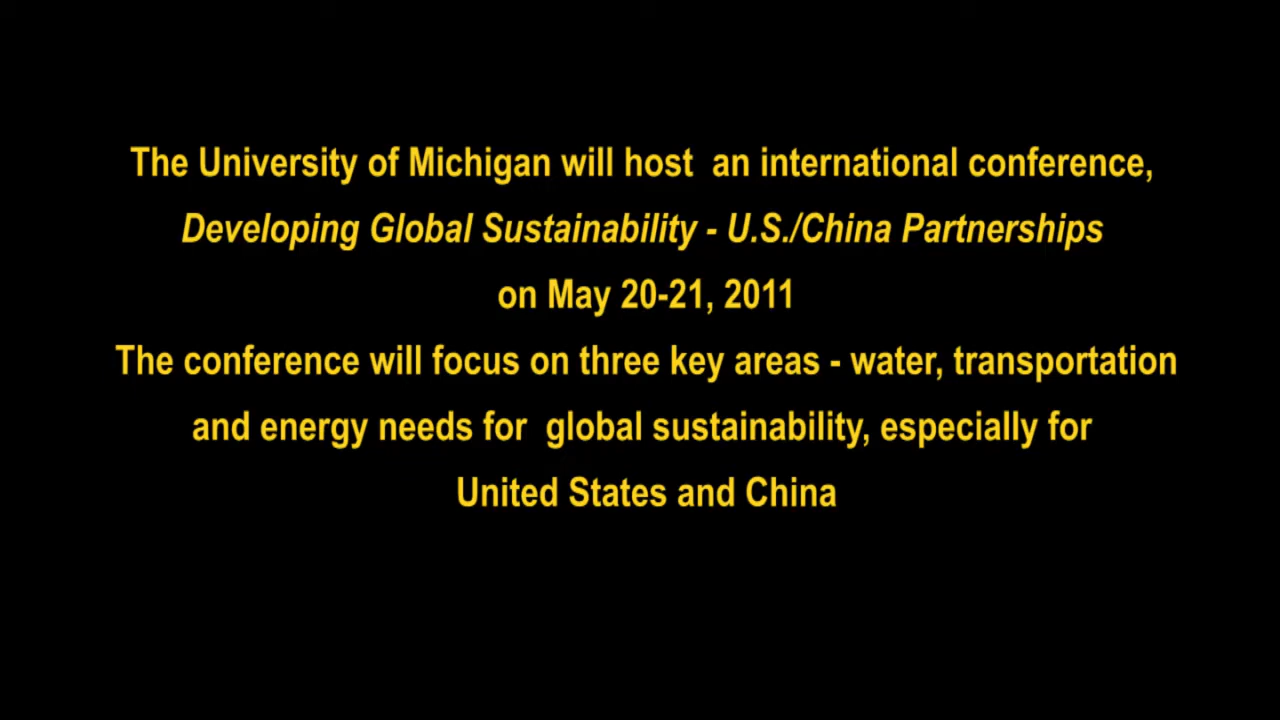 The University of Michigan will host  an international conference,
Developing Global Sustainability - U.S./China Partnerships
on May 20-21, 2011
The conference will focus on three key areas - water, transportation
and energy needs for  global sustainability, especially for
United States and China